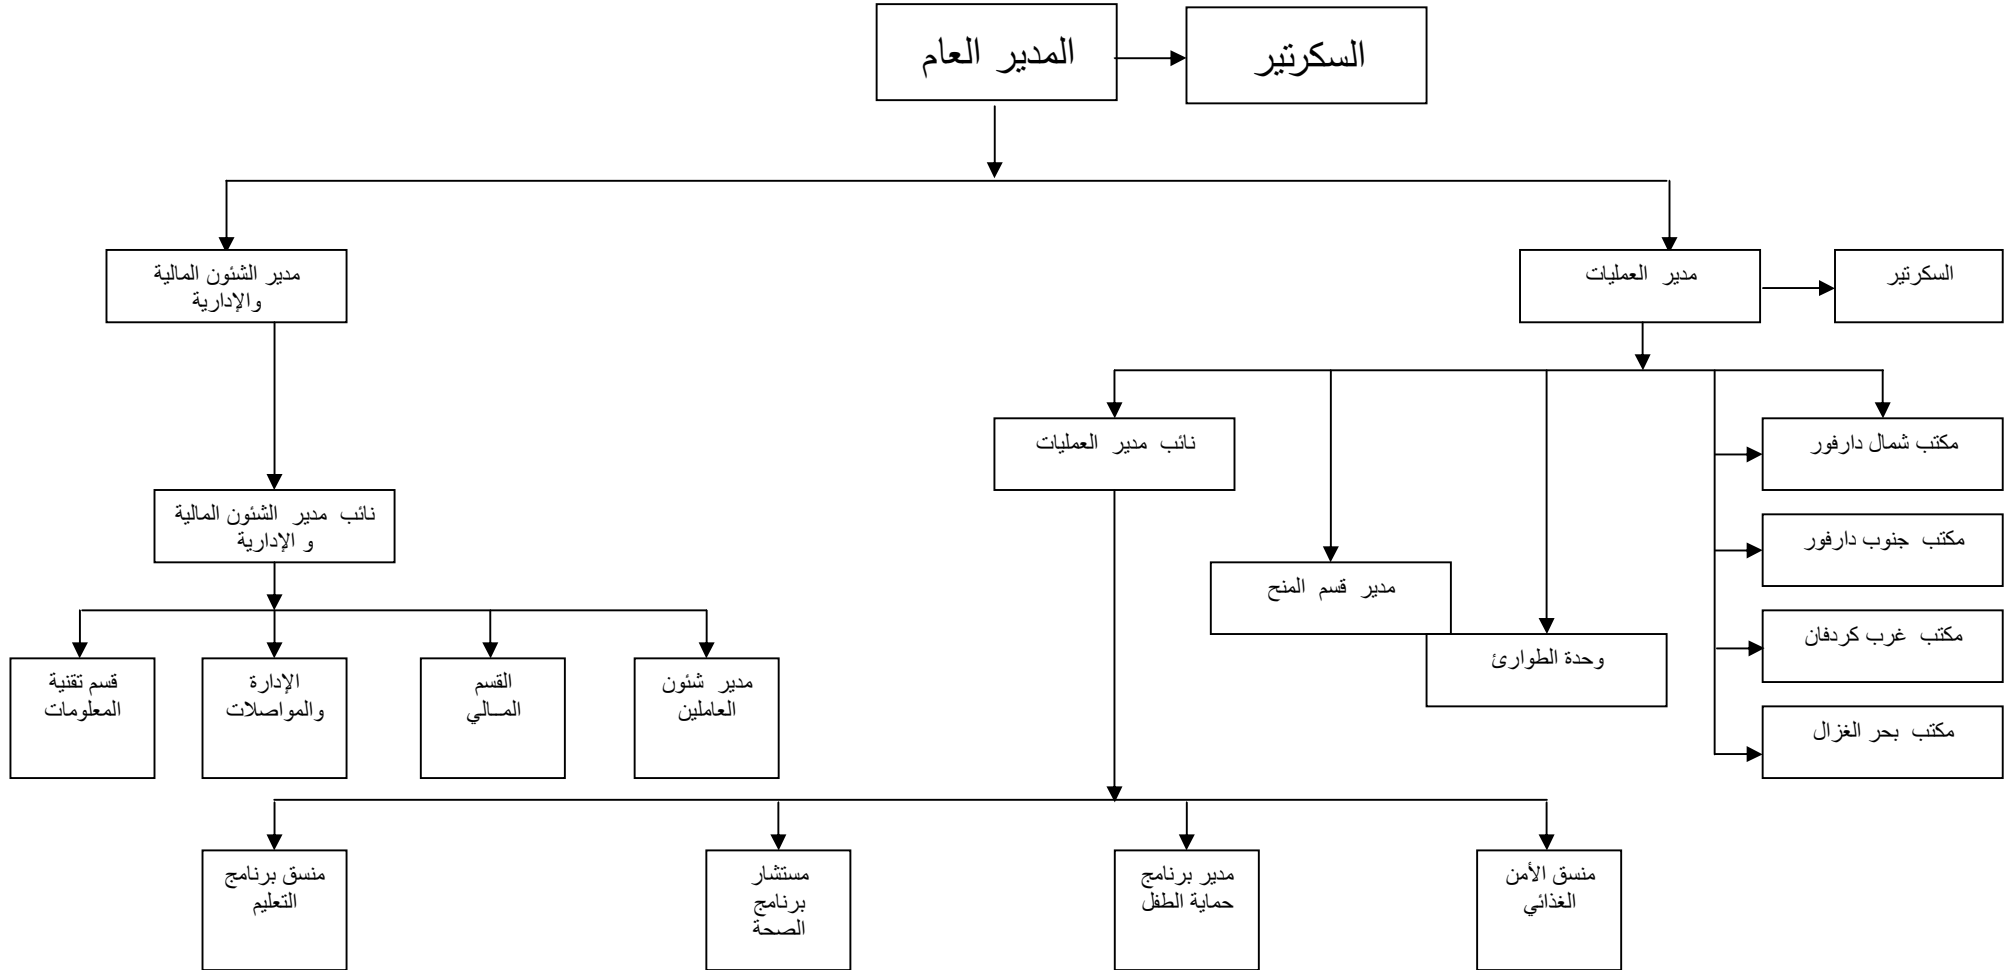 المدير العام
السكرتير
مدير الشئون المالية
والإدارية
مدير العمليات
السكرتير
نائب مدير العمليات
مكتب شمال دارفور
نائب مدير الشئون المالية
و الإدارية
مكتب جنوب دارفور
مدير قسم المنح
مكتب غرب كردفان
وحدة الطوارئ
مكتب بحر الغزال
مدير شئون
العاملين
القسم
المــالي
الإدارة
والمواصلات
قسم تقنية
المعلومات
منسق الأمن
الغذائي
مدير برنامج
حماية الطفل
مستشار
برنامج
الصحة
منسق برنامج
التعليم